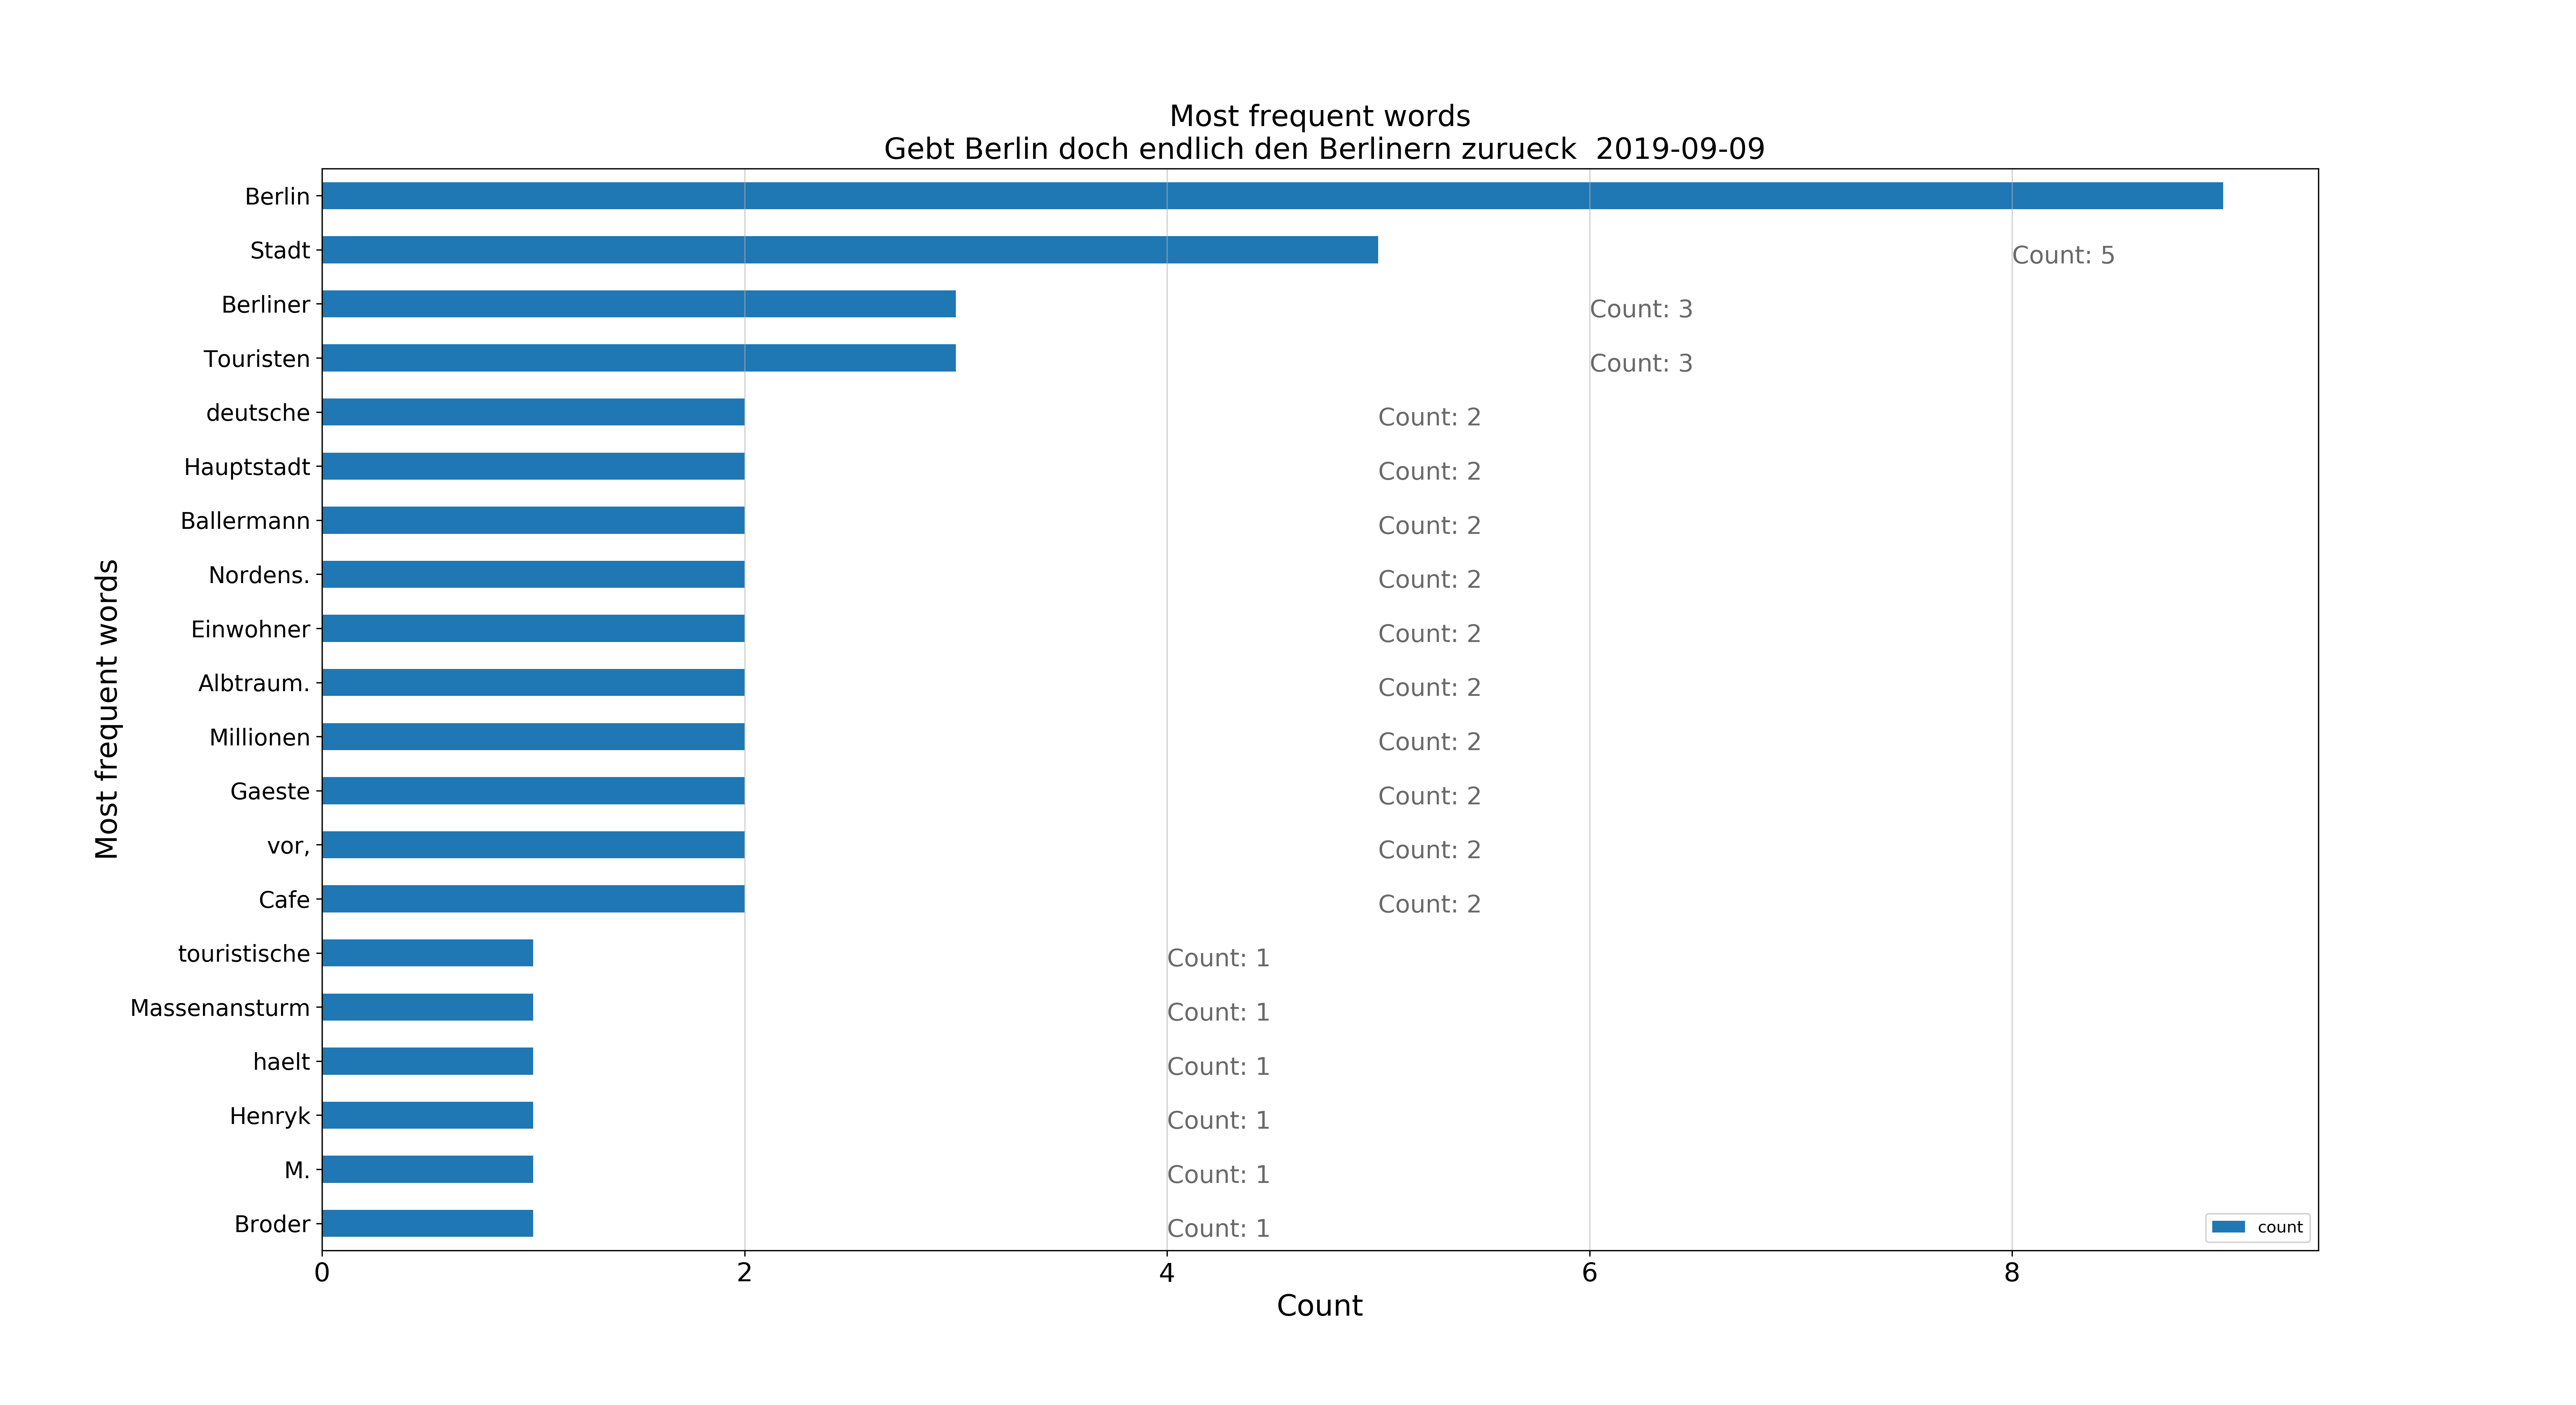 Most frequent words
Gebt Berlin doch endlich den Berlinern zurueck  2019-09-09
Most frequent words
Berlin
Stadt Count: 5
Berliner Count: 3
Touristen Count: 3
deutsche Count: 2
Hauptstadt Count: 2
Ballermann Count: 2
Nordens. Count: 2
Einwohner Count: 2
Albtraum. Count: 2
Millionen Count: 2
Gaeste Count: 2
vor, Count: 2
Cafe Count: 2
touristische Count: 1
Massenansturm Count: 1
haelt Count: 1
Henryk Count: 1
M. Count: 1
Broder Count: 1
count
0 2 4 6 8
Count